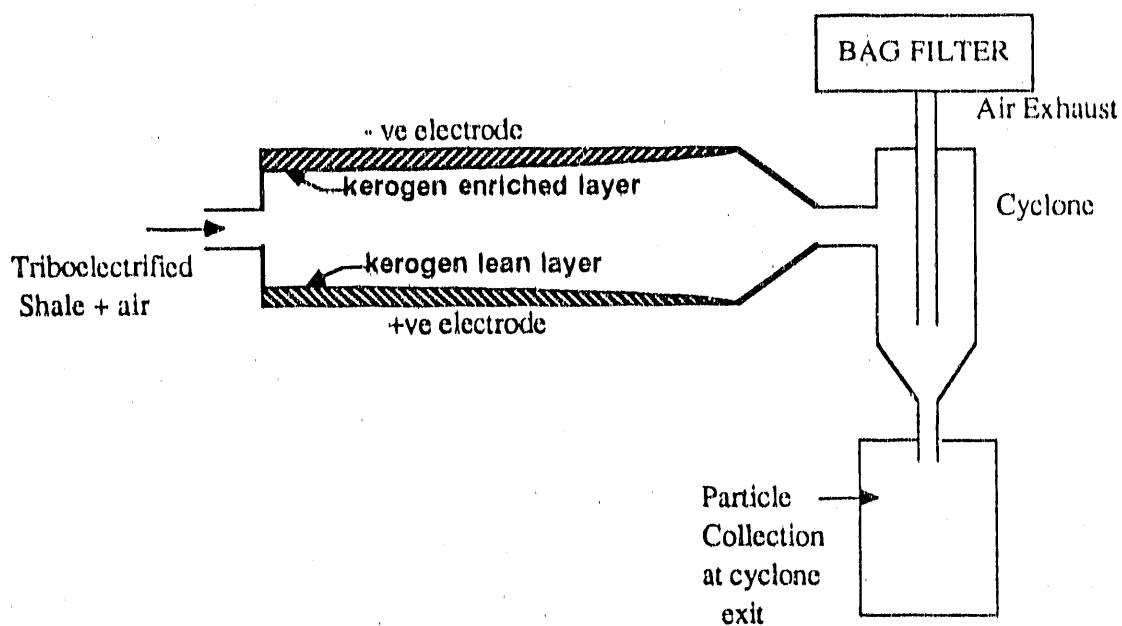 BAG FILTER
Air Exhaust
- ve electrode
kerogen enriched layer
Cyclone
Triboelectrified
Shale + air
kerogen lean layer
+ve electrode
Particle
Collection
at cyclone
exit